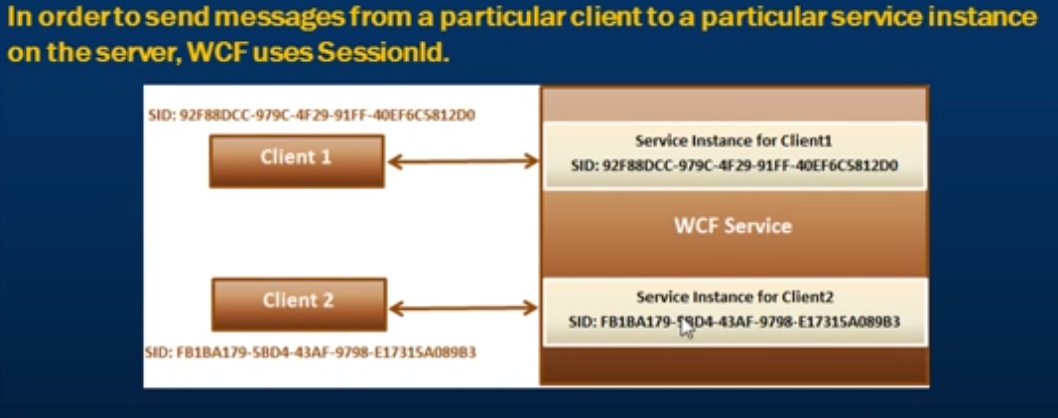 In order to send messages from a particular client to a particular service instance
on the server, WCF uses SessionId.
SID: 92F88DCC-979C-4F29-91FF-40EF6C5812D0
Client 1
Service Instance for Client1
SID: 92F88DCC-979C-4F29-91FF-40EF6C5812D0
WCF Service
Client 2
Service Instance for Client2
SID: FB1BA179-5BD4-43AF-9798-E17315A089B3
SID: FB1BA179-5BD4-43AF-9798-E17315A089B3